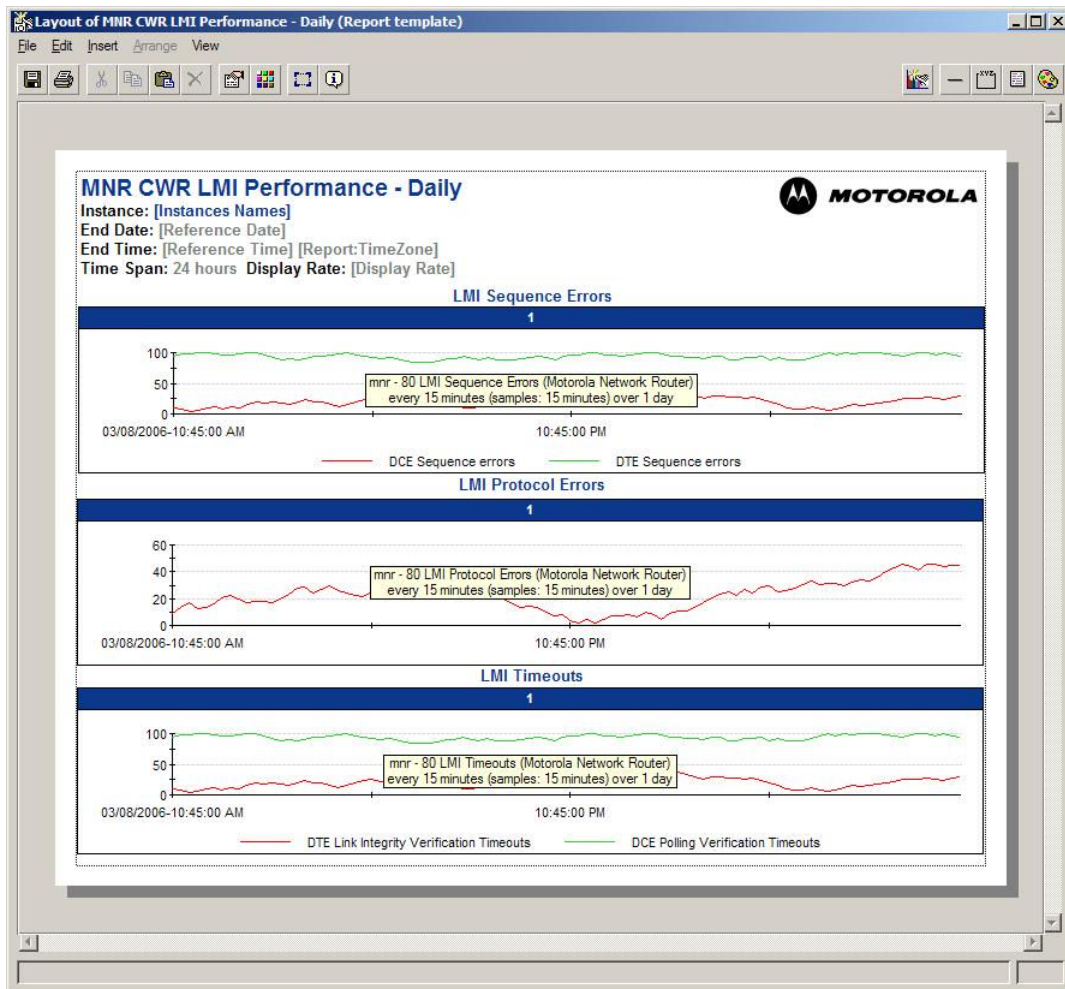 Layout of MNR CWR LMI Performance - Daily (Report template)
File Edit Insert Arrange View
XYZ
MNR CWR LMI Performance - Daily
MOTOROLA
Instance: [Instances Names]
End Date: [Reference Date]
End Time: [Reference Time] [Report:TimeZone]
Time Span: 24 hours Display Rate: [Display Rate]
LMI Sequence Errors
1
100
50
0
mnr - 80 LMI Sequence Errors (Motorola Network Router)
every 15 minutes (samples: 15 minutes) over 1 day
03/08/2006-10:45:00 AM 10:45:00 PM
DCE Sequence errors DTE Sequence errors
LMI Protocol Errors
1
60
40
20
0
mnr - 80 LMI Protocol Errors (Motorola Network Router)
every 15 minutes (samples: 15 minutes) over 1 day
03/08/2006-10:45:00 AM 10:45:00 PM
LMI Timeouts
1
100
50
0
mnr - 80 LMI Timeouts (Motorola Network Router)
every 15 minutes (samples: 15 minutes) over 1 day
03/08/2006-10:45:00 AM 10:45:00 PM
DTE Link Integrity Verification Timeouts DCE Polling Verification Timeouts